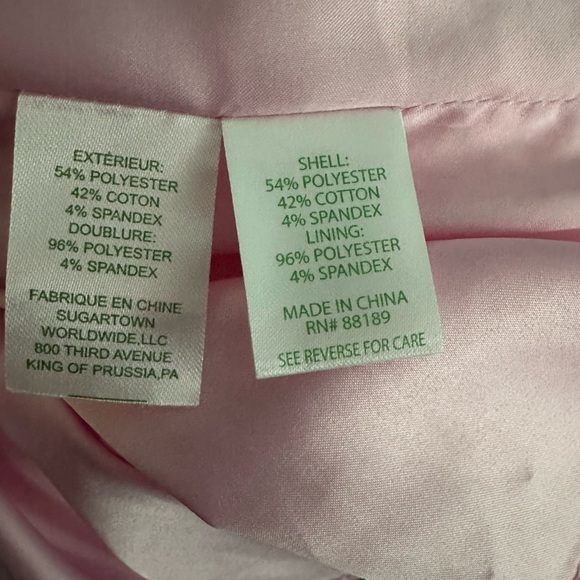 EXTÉRIEUR:
54% POLYESTER
42% COTON
4% SPANDEX
DOUBLURE:
96% POLYESTER
4% SPANDEX
FABRIQUE EN CHINE
SUGARTOWN
WORLDWIDE,LLC
800 THIRD AVENUE
KING OF PRUSSIA,PA
SHELL:
54% POLYESTER
42% COTTON
4% SPANDEX
LINING:
96% POLYESTER
4% SPANDEX
MADE IN CHINA
RN# 88189
SEE REVERSE FOR CARE